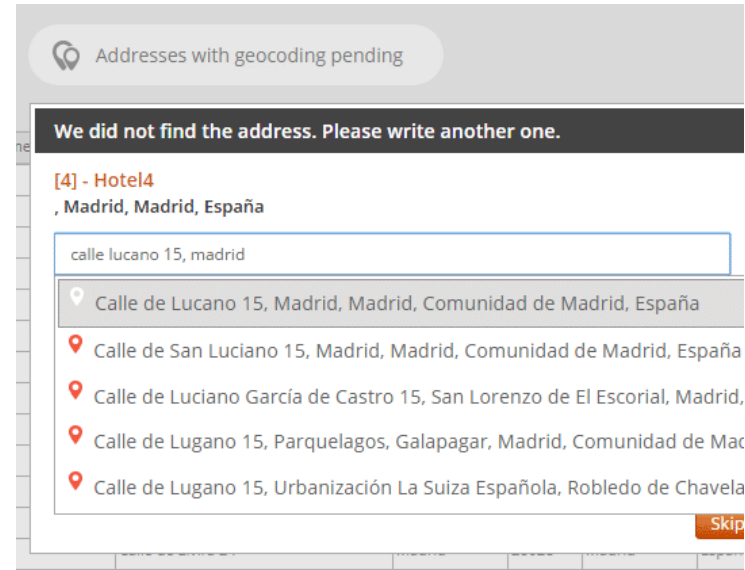 Addresses with geocoding pending
We did not find the address. Please write another one.
[4] - Hotel4
, Madrid, Madrid, España
calle lucano 15, madrid
Calle de Lucano 15, Madrid, Madrid, Comunidad de Madrid, España
Calle de San Luciano 15, Madrid, Madrid, Comunidad de Madrid, España
Calle de Luciano García de Castro 15, San Lorenzo de El Escorial, Madrid,
Calle de Lugano 15, Parquelagos, Galapagar, Madrid, Comunidad de Mad
Calle de Lugano 15, Urbanización La Suiza Española, Robledo de Chavela
Skip